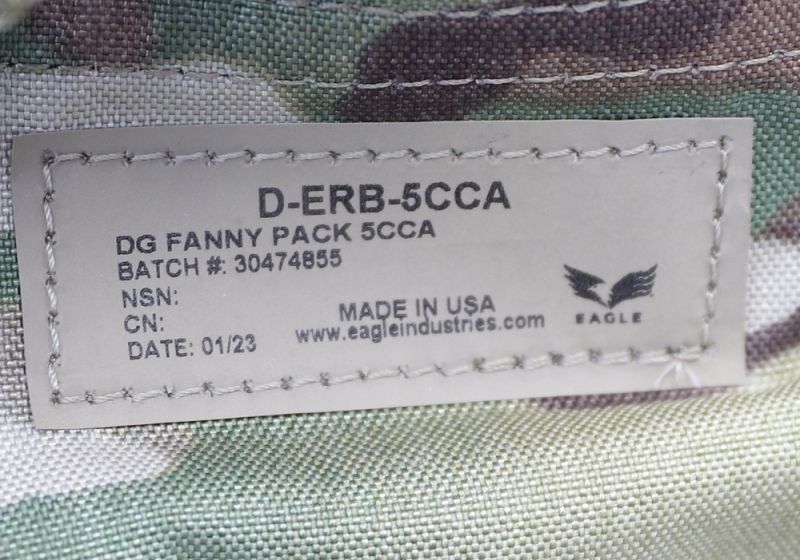 D-ERB-5CCA
DG FANNY PACK 5CCA
BATCH #: 30474855
NSN:
CN:
DATE: 01/23
MADE IN USA
www.eagleindustries.com
EAGLE